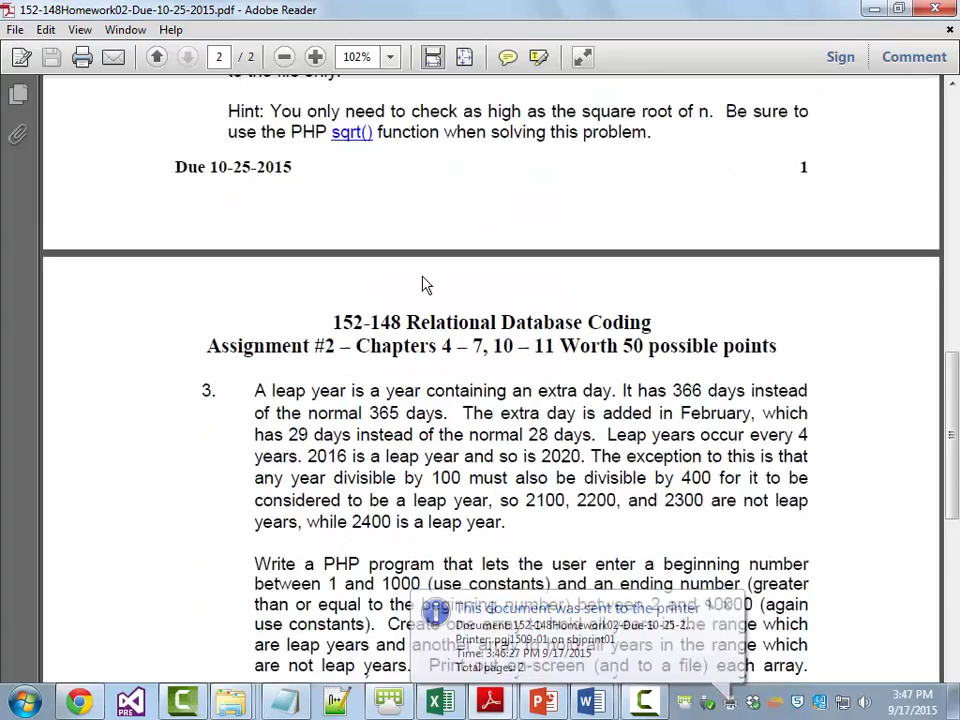 152-148Homework02-Due-10-25-2015.pdf - Adobe Reader
File Edit View Window Help
2 / 2 102% Sign Comment
to the file only.
Hint: You only need to check as high as the square root of n. Be sure to
use the PHP sqrt() function when solving this problem.
Due 10-25-2015 1
152-148 Relational Database Coding
Assignment #2 – Chapters 4 – 7, 10 – 11 Worth 50 possible points
3. A leap year is a year containing an extra day. It has 366 days instead
of the normal 365 days. The extra day is added in February, which
has 29 days instead of the normal 28 days. Leap years occur every 4
years. 2016 is a leap year and so is 2020. The exception to this is that
any year divisible by 100 must also be divisible by 400 for it to be
considered to be a leap year, so 2100, 2200, and 2300 are not leap
years, while 2400 is a leap year.
Write a PHP program that lets the user enter a beginning number
between 1 and 1000 (use constants) and an ending number (greater
than or equal to the beginning number) between 2 and 10000 (again
use constants). Create one array to hold all years in the range which
are leap years and another array to hold all years in the range which
are not leap years. Print out on-screen (and to a file) each array.
This document was sent to the printer
Document: 152-148Homework02-Due-10-25-2...
Printer: pgj1509-01 on sbjprint01
Time: 3:46:27 PM 9/17/2015
Total pages: 2
PRE
3:47 PM
9/17/2015